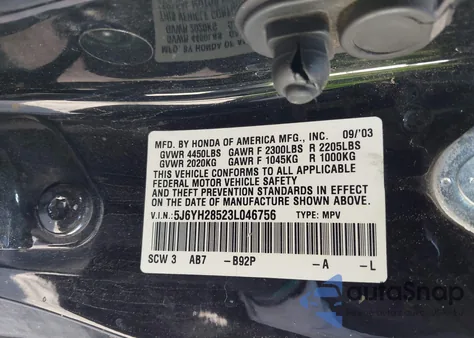 MFD. BY HONDA OF AMERICA MFG., INC. 09/'03
GVWR 4450LBS GAWR F 2300LBS R 2205LBS
GVWR 2020KG GAWR F 1045KG R 1000KG
THIS VEHICLE CONFORMS TO ALL APPLICABLE
FEDERAL MOTOR VEHICLE SAFETY
AND THEFT PREVENTION STANDARDS IN EFFECT ON
THE DATE OF MANUFACTURE SHOWN ABOVE.
V.I.N.:5J6YH28523L046756 TYPE: MPV
SCW 3 AB7 -B92P -A -L
AutoSnap